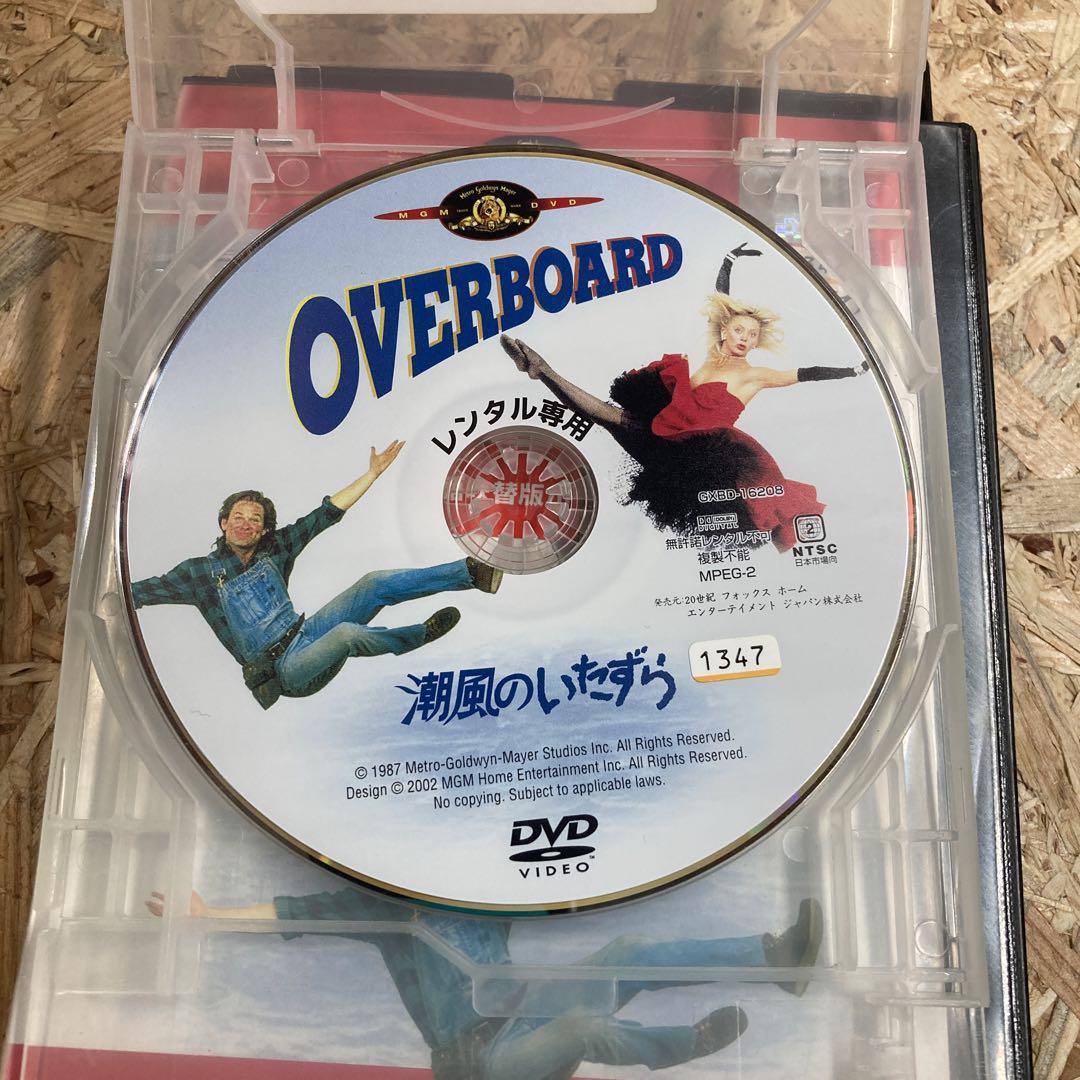 Metro Goldwyn Mayer
TRADE MARK
MGM DVD
OVERBOARD
レンタル専用
替版
GXBD-16208
DOLBY
DIGITAL
無許諾レンタル不可
複製不能
MPEG-2
2
NTSC
日本市場向
発売元:20世紀 フォックス ホーム
エンターテイメント ジャパン株式会社
1347
潮風のいたずら
© 1987 Metro-Goldwyn-Mayer Studios Inc. All Rights Reserved.
Design © 2002 MGM Home Entertainment Inc. All Rights Reserved.
No copying. Subject to applicable laws.
DVD
VIDEO™